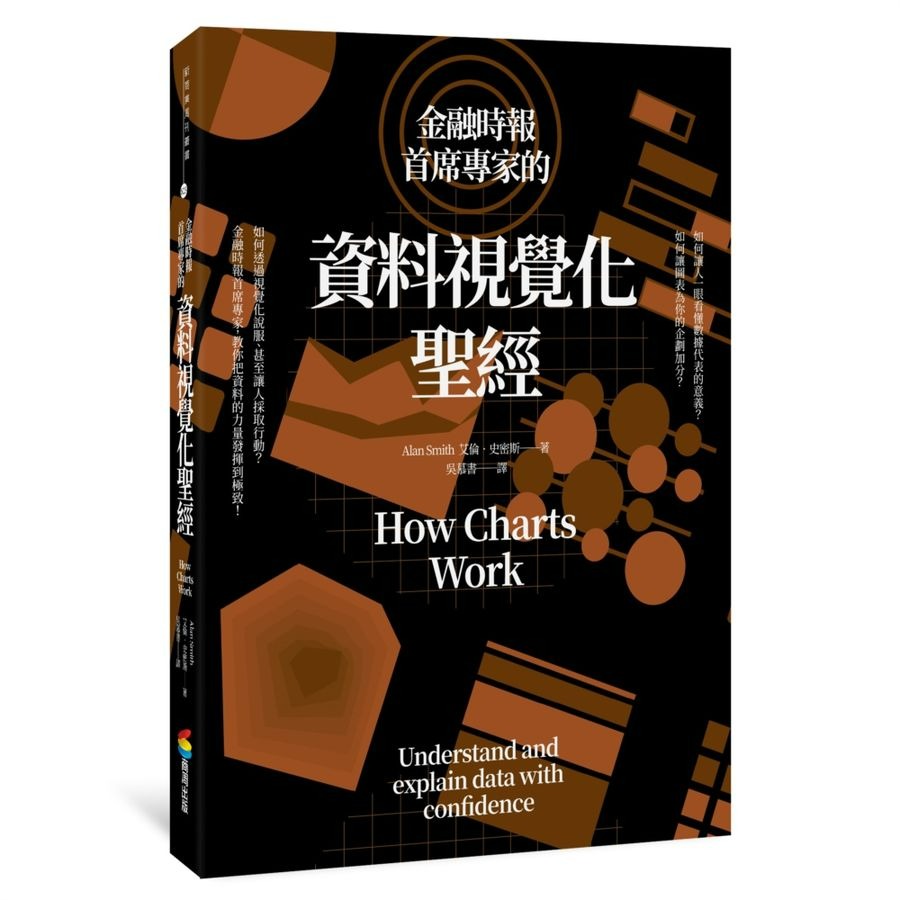 金融時報
首席專家的
資料視覺化
聖經
如何讓人一眼看懂數據代表的意義？
如何讓圖表為你的企劃加分？
如何透過視覺化說服、甚至讓人採取行動？
金融時報首席專家，教你把資料的力量發揮到極致！
Alan Smith 艾倫・史密斯——著
吳慕書——譯
How Charts
Work
Understand and
explain data with
confidence
金融時報
首席專家的
資料視覺化聖經
How
Charts
Work
Alan Smith
商周出版